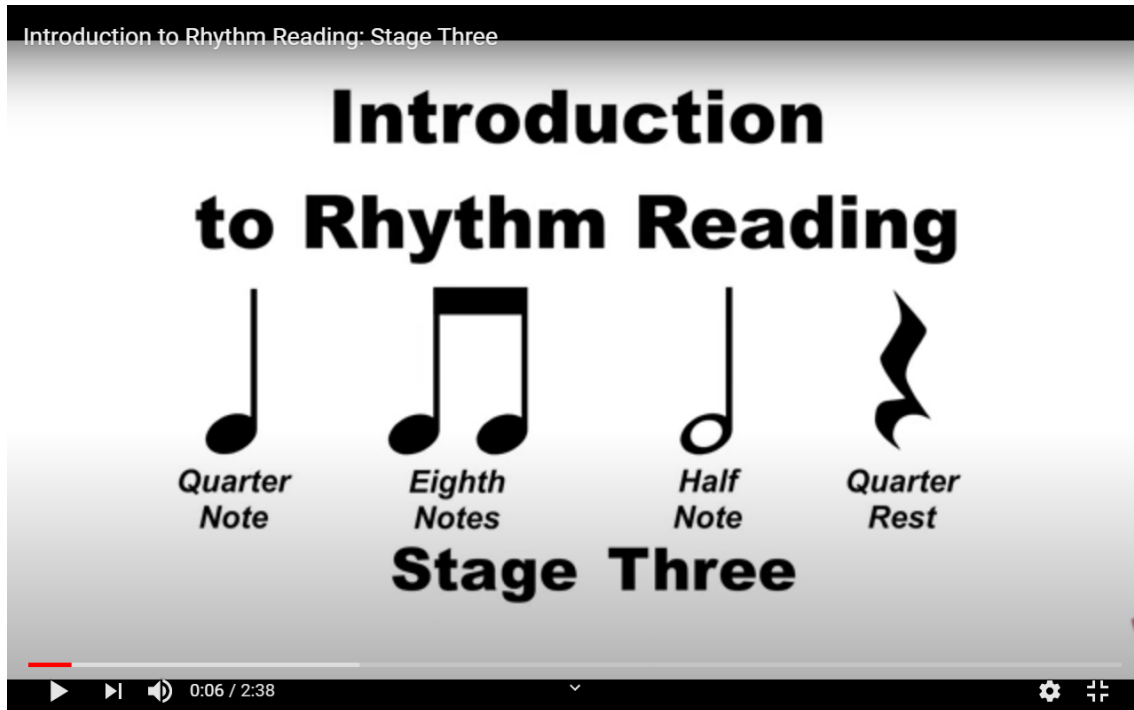 Introduction to Rhythm Reading: Stage Three
Introduction
to Rhythm Reading
Quarter Eighth Half Quarter
Note Notes Note Rest
Stage Three
0:06 / 2:38